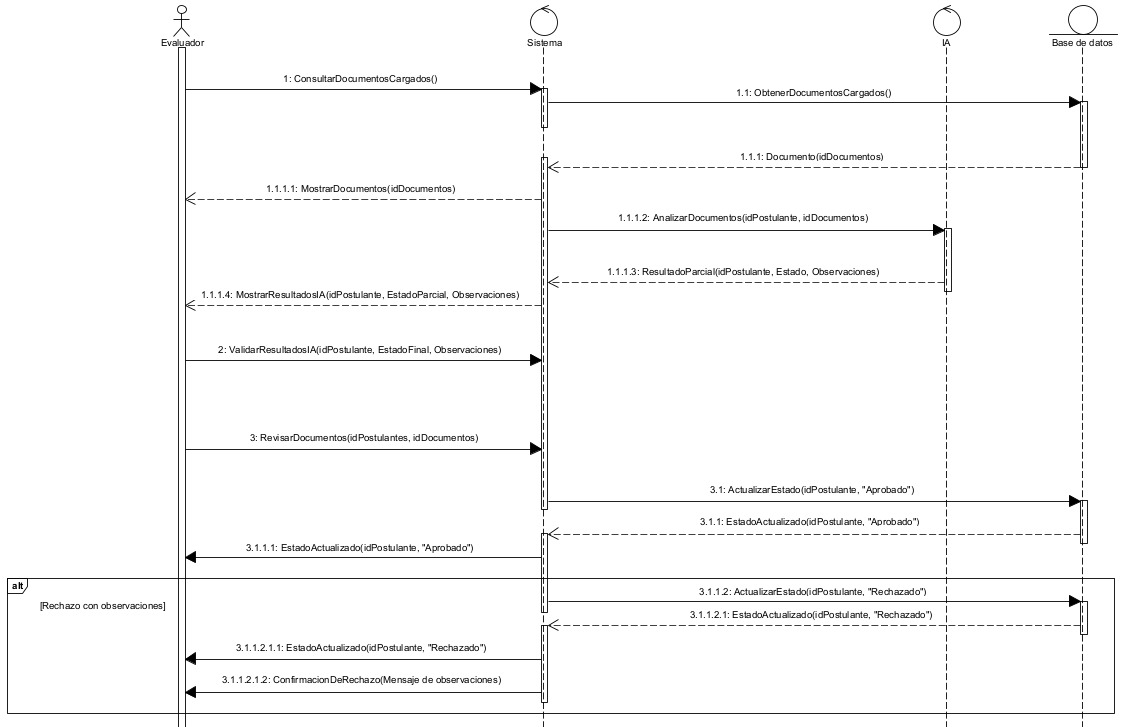 Evaluador
Sistema
IA
Base de datos
1: ConsultarDocumentosCargados()
1.1: ObtenerDocumentosCargados()
1.1.1: Documento(idDocumentos)
1.1.1.1: MostrarDocumentos(idDocumentos)
1.1.1.2: AnalizarDocumentos(idPostulante, idDocumentos)
1.1.1.3: ResultadoParcial(idPostulante, Estado, Observaciones)
1.1.1.4: MostrarResultadosIA(idPostulante, EstadoParcial, Observaciones)
2: ValidarResultadosIA(idPostulante, EstadoFinal, Observaciones)
3: RevisarDocumentos(idPostulantes, idDocumentos)
3.1: ActualizarEstado(idPostulante, "Aprobado")
3.1.1: EstadoActualizado(idPostulante, "Aprobado")
3.1.1.1: EstadoActualizado(idPostulante, "Aprobado")
alt
3.1.1.2: ActualizarEstado(idPostulante, "Rechazado")
[Rechazo con observaciones]
3.1.1.2.1: EstadoActualizado(idPostulante, "Rechazado")
3.1.1.2.1.1: EstadoActualizado(idPostulante, "Rechazado")
3.1.1.2.1.2: ConfirmacionDeRechazo(Mensaje de observaciones)